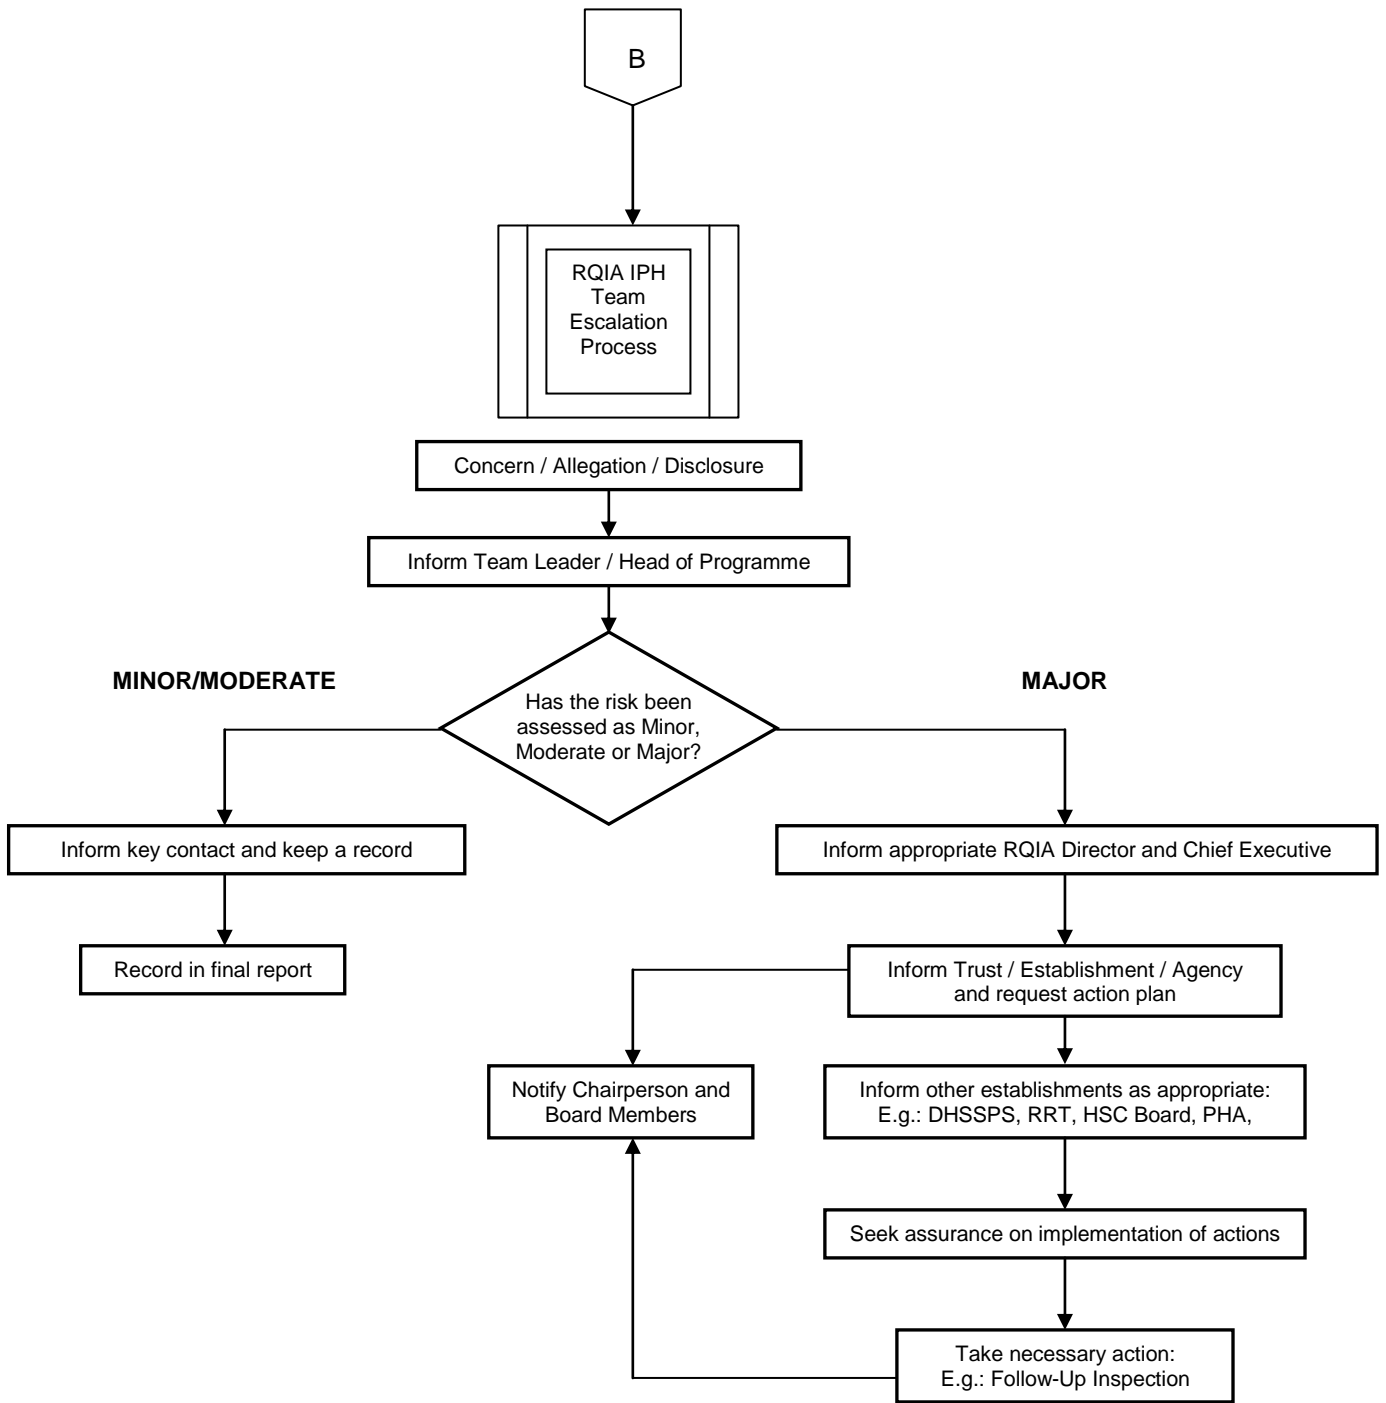 B
RQIA IPH
Team
Escalation
Process
Concern / Allegation / Disclosure
Inform Team Leader / Head of Programme
MINOR/MODERATE
MAJOR
Has the risk been
assessed as Minor,
Moderate or Major?
Inform key contact and keep a record
Inform appropriate RQIA Director and Chief Executive
Record in final report
Inform Trust / Establishment / Agency
and request action plan
Notify Chairperson and
Board Members
Inform other establishments as appropriate:
E.g.: DHSSPS, RRT, HSC Board, PHA,
Seek assurance on implementation of actions
Take necessary action:
E.g.: Follow-Up Inspection